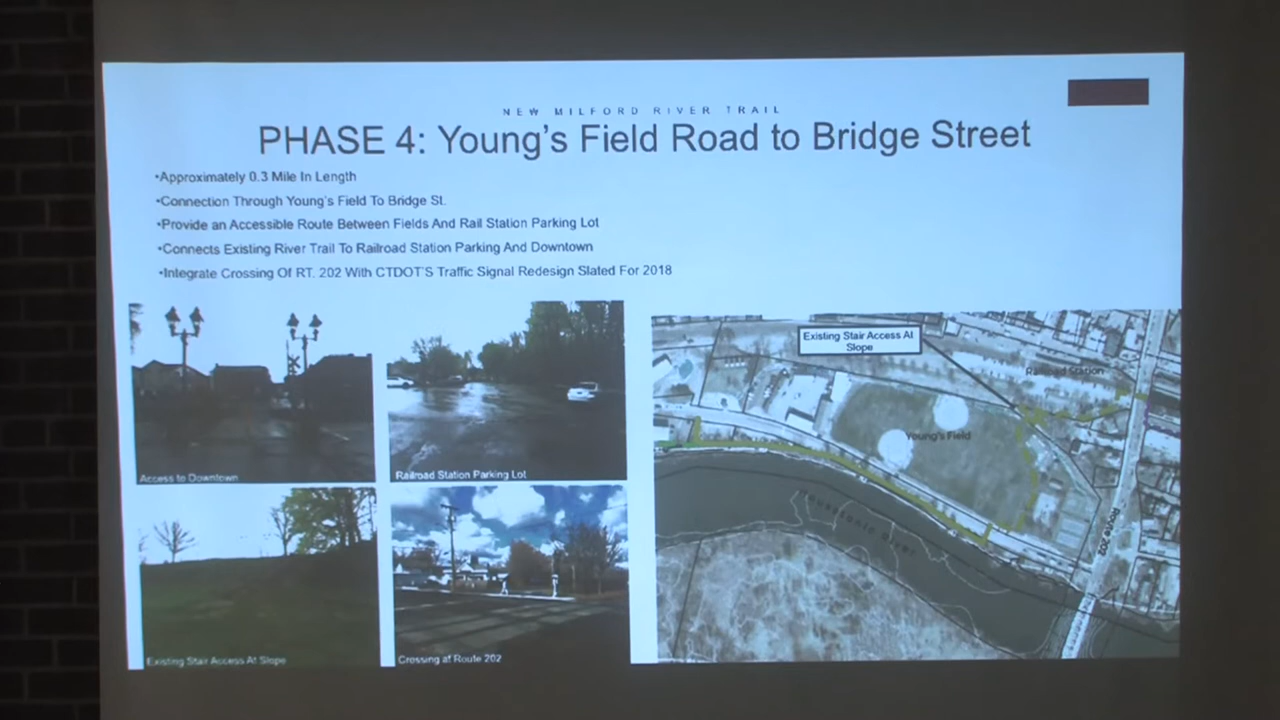 NEW MILFORD RIVER TRAIL
PHASE 4: Young's Field Road to Bridge Street
•Approximately 0.3 Mile In Length
•Connection Through Young's Field To Bridge St.
•Provide an Accessible Route Between Fields And Rail Station Parking Lot
•Connects Existing River Trail To Railroad Station Parking And Downtown
•Integrate Crossing Of RT. 202 With CTDOT'S Traffic Signal Redesign Slated For 2018
Existing Stair Access At
Slope
Railroad Station
Young's Field
Housatonic River
Route 202
Access to Downtown
Railroad Station Parking Lot
Existing Stair Access At Slope
Crossing at Route 202